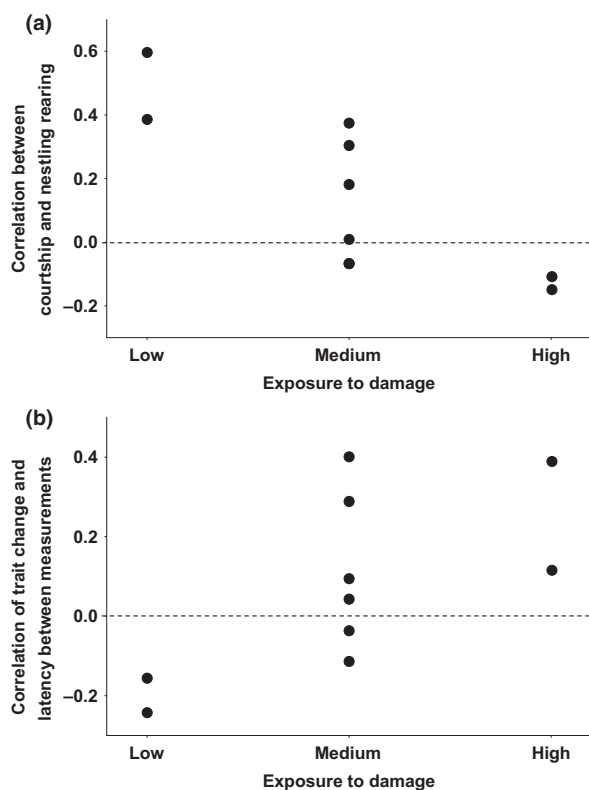 (a)
Correlation between
courtship and nestling rearing
0.6
0.4
0.2
0.0
–0.2
Low Medium High
Exposure to damage
(b)
Correlation of trait change and
latency between measurements
0.4
0.2
0.0
–0.2
Low Medium High
Exposure to damage